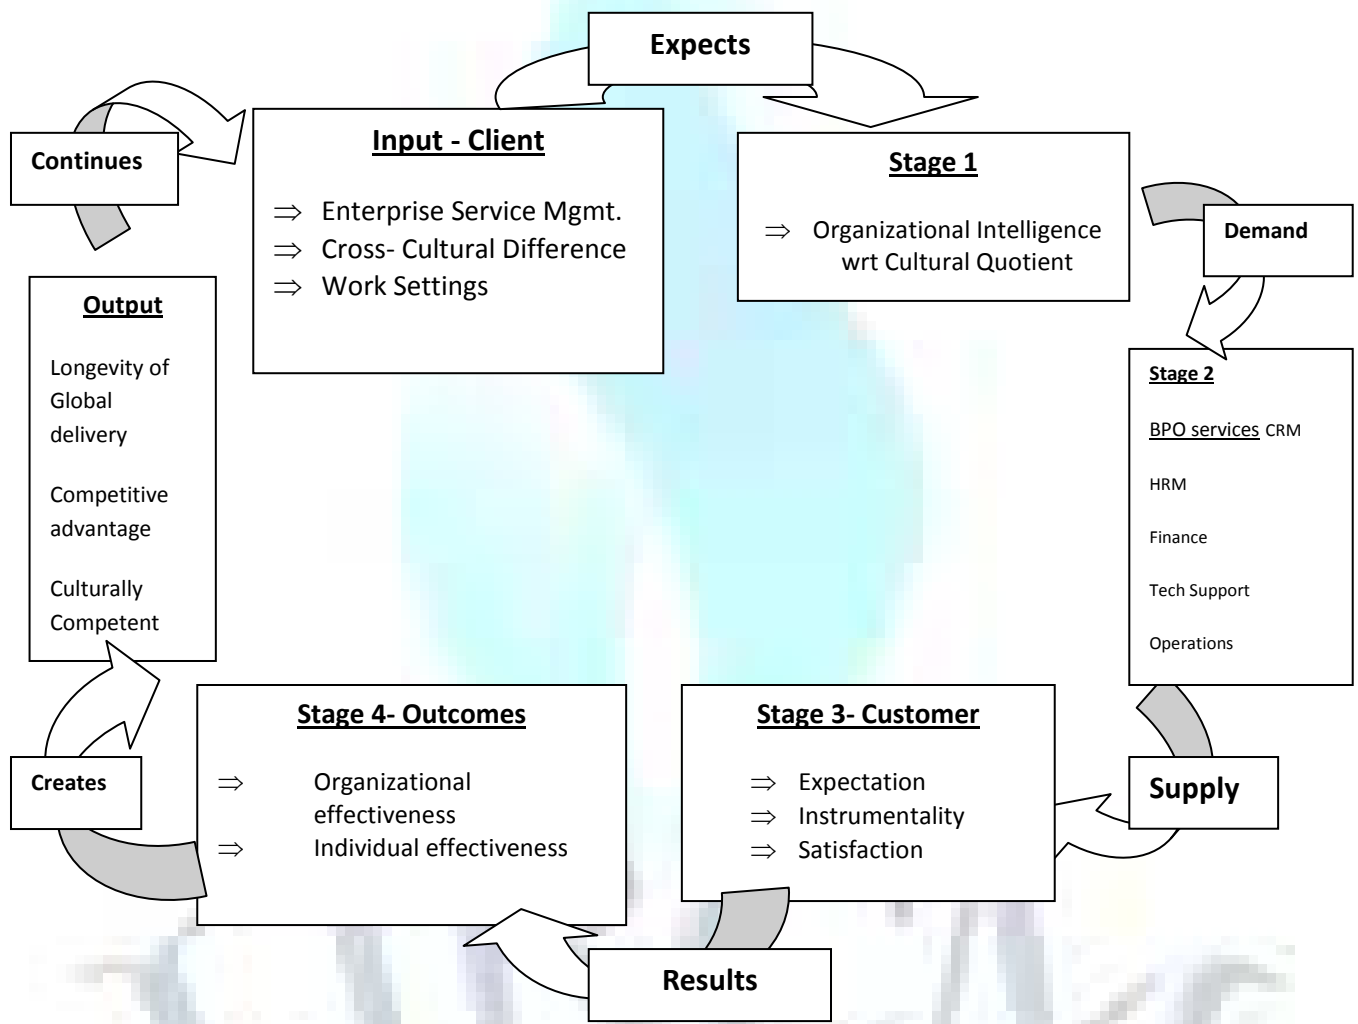 Expects
Input - Client
⇒ Enterprise Service Mgmt.
⇒ Cross- Cultural Difference
⇒ Work Settings
Stage 1
⇒ Organizational Intelligence
wrt Cultural Quotient
Demand
Stage 2
BPO services CRM
HRM
Finance
Tech Support
Operations
Supply
Stage 3- Customer
⇒ Expectation
⇒ Instrumentality
⇒ Satisfaction
Results
Stage 4- Outcomes
⇒ Organizational
effectiveness
⇒ Individual effectiveness
Creates
Output
Longevity of
Global
delivery
Competitive
advantage
Culturally
Competent
Continues